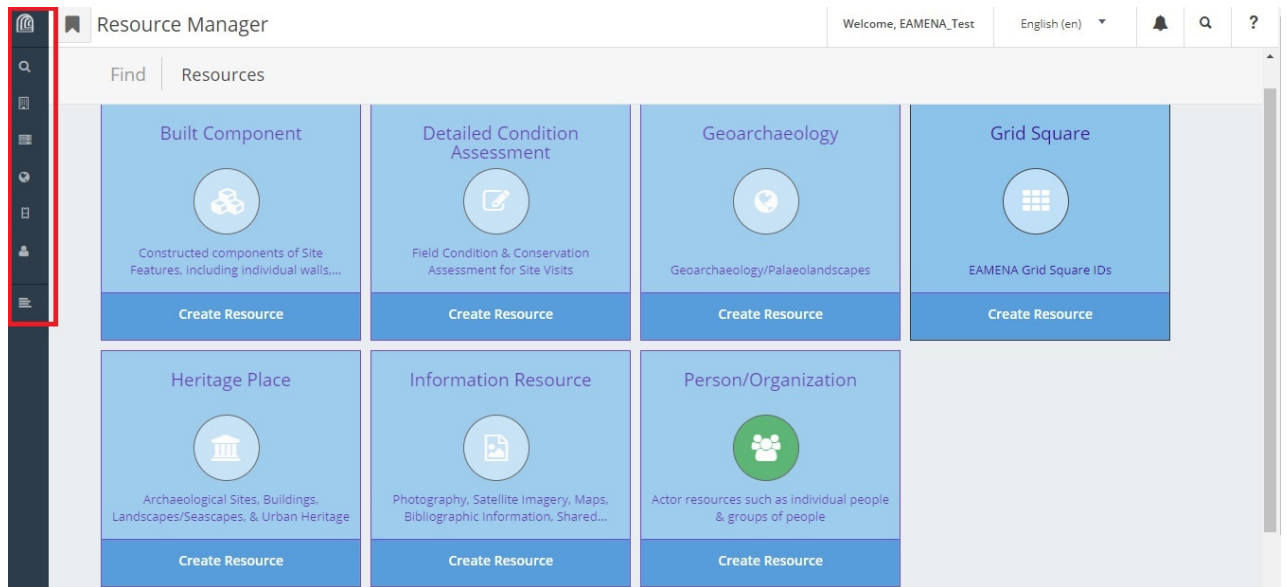 Resource Manager
Welcome, EAMENA_Test
English (en)
?
Find
Resources
Built Component
Constructed components of Site
Features, including individual walls,...
Create Resource
Detailed Condition
Assessment
Field Condition & Conservation
Assessment for Site Visits
Create Resource
Geoarchaeology
Geoarchaeology/Palaeolandscapes
Create Resource
Grid Square
EAMENA Grid Square IDs
Create Resource
Heritage Place
Archaeological Sites, Buildings,
Landscapes/Seascapes, & Urban Heritage
Create Resource
Information Resource
Photography, Satellite Imagery, Maps,
Bibliographic Information, Shared...
Create Resource
Person/Organization
Actor resources such as individual people
& groups of people
Create Resource